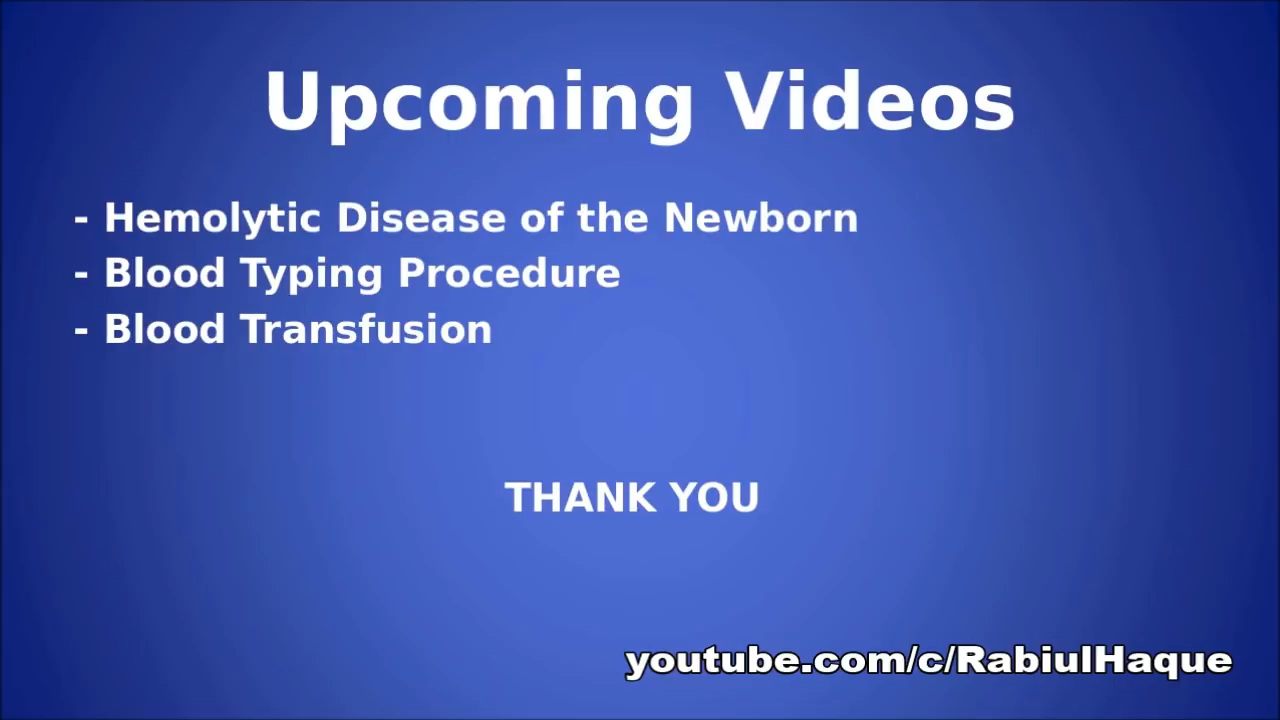 Upcoming Videos
- Hemolytic Disease of the Newborn
- Blood Typing Procedure
- Blood Transfusion
THANK YOU
youtube.com/c/RabiulHaque